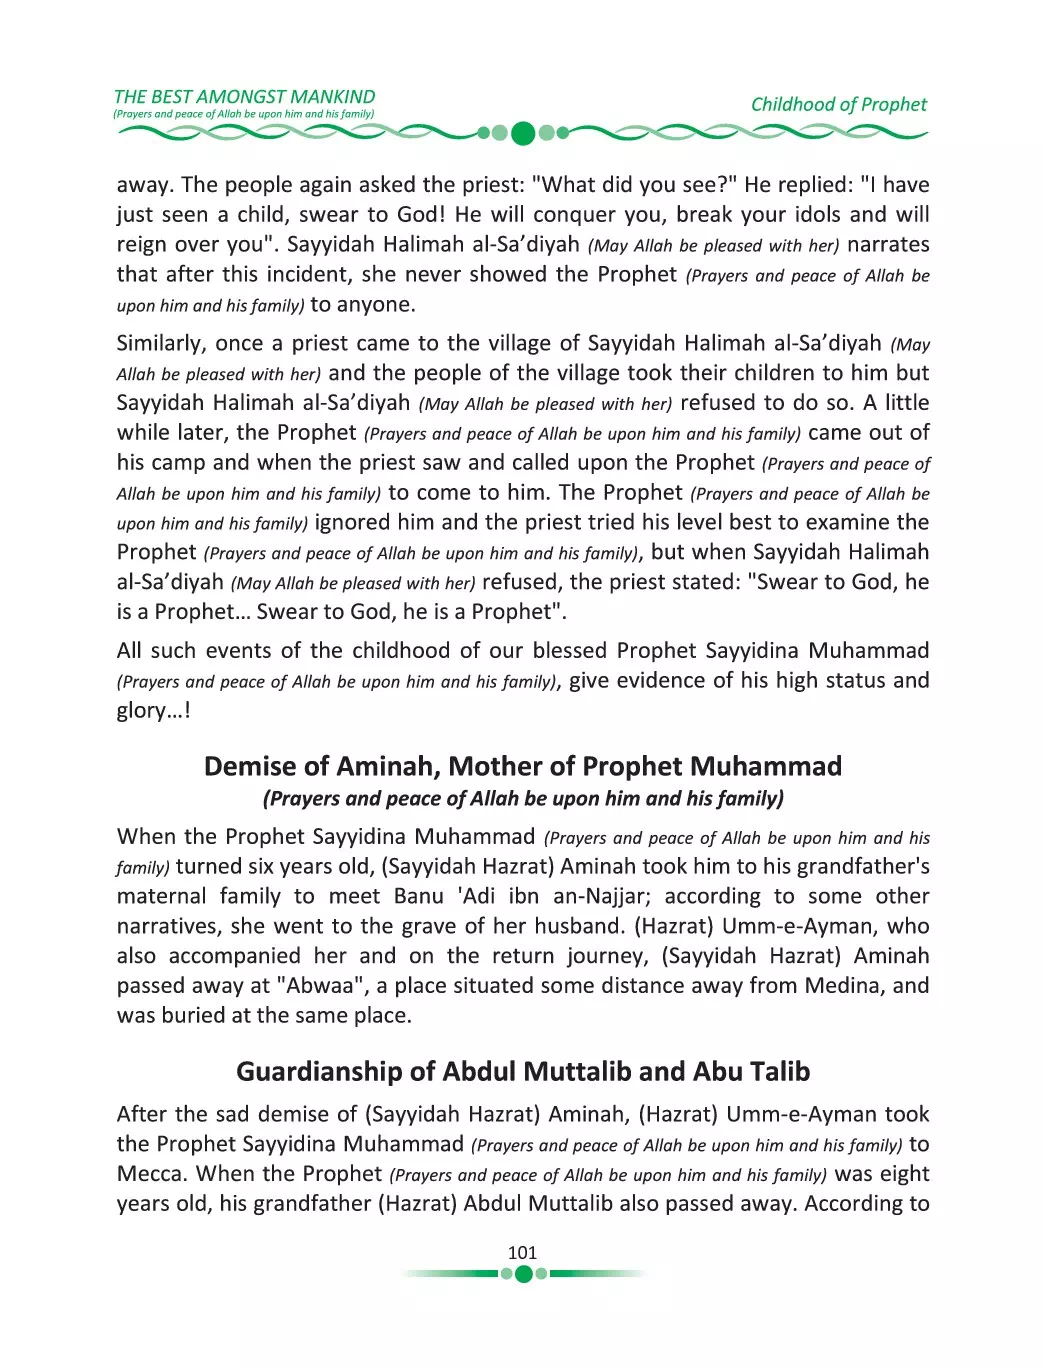 THE BEST AMONGST MANKIND
(Prayers and peace of Allah be upon him and his family)
Childhood of Prophet
away. The people again asked the priest: "What did you see?" He replied: "I have
just seen a child, swear to God! He will conquer you, break your idols and will
reign over you". Sayyidah Halimah al-Sa’diyah (May Allah be pleased with her) narrates
that after this incident, she never showed the Prophet (Prayers and peace of Allah be
upon him and his family) to anyone.
Similarly, once a priest came to the village of Sayyidah Halimah al-Sa’diyah (May
Allah be pleased with her) and the people of the village took their children to him but
Sayyidah Halimah al-Sa’diyah (May Allah be pleased with her) refused to do so. A little
while later, the Prophet (Prayers and peace of Allah be upon him and his family) came out of
his camp and when the priest saw and called upon the Prophet (Prayers and peace of
Allah be upon him and his family) to come to him. The Prophet (Prayers and peace of Allah be
upon him and his family) ignored him and the priest tried his level best to examine the
Prophet (Prayers and peace of Allah be upon him and his family), but when Sayyidah Halimah
al-Sa’diyah (May Allah be pleased with her) refused, the priest stated: "Swear to God, he
is a Prophet… Swear to God, he is a Prophet".
All such events of the childhood of our blessed Prophet Sayyidina Muhammad
(Prayers and peace of Allah be upon him and his family), give evidence of his high status and
glory…!
Demise of Aminah, Mother of Prophet Muhammad
(Prayers and peace of Allah be upon him and his family)
When the Prophet Sayyidina Muhammad (Prayers and peace of Allah be upon him and his
family) turned six years old, (Sayyidah Hazrat) Aminah took him to his grandfather's
maternal family to meet Banu 'Adi ibn an-Najjar; according to some other
narratives, she went to the grave of her husband. (Hazrat) Umm-e-Ayman, who
also accompanied her and on the return journey, (Sayyidah Hazrat) Aminah
passed away at "Abwaa", a place situated some distance away from Medina, and
was buried at the same place.
Guardianship of Abdul Muttalib and Abu Talib
After the sad demise of (Sayyidah Hazrat) Aminah, (Hazrat) Umm-e-Ayman took
the Prophet Sayyidina Muhammad (Prayers and peace of Allah be upon him and his family) to
Mecca. When the Prophet (Prayers and peace of Allah be upon him and his family) was eight
years old, his grandfather (Hazrat) Abdul Muttalib also passed away. According to
101